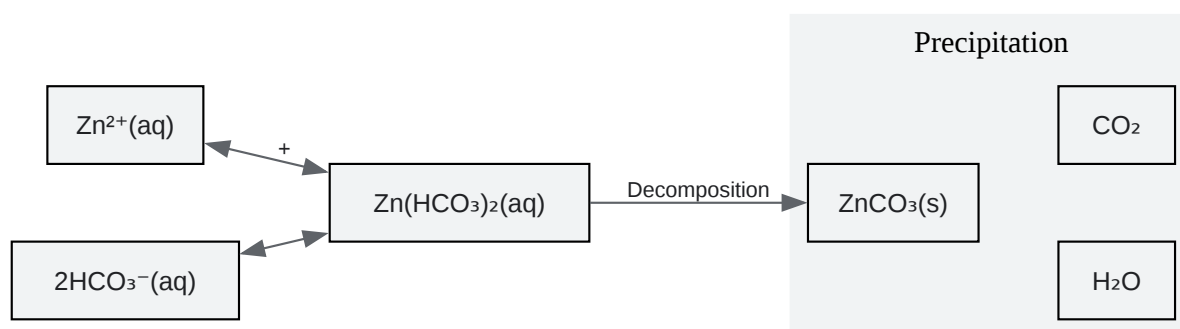 Precipitation
Zn²⁺(aq)
+
CO₂
Decomposition
Zn(HCO₃)₂(aq)
ZnCO₃(s)
2HCO₃⁻(aq)
H₂O